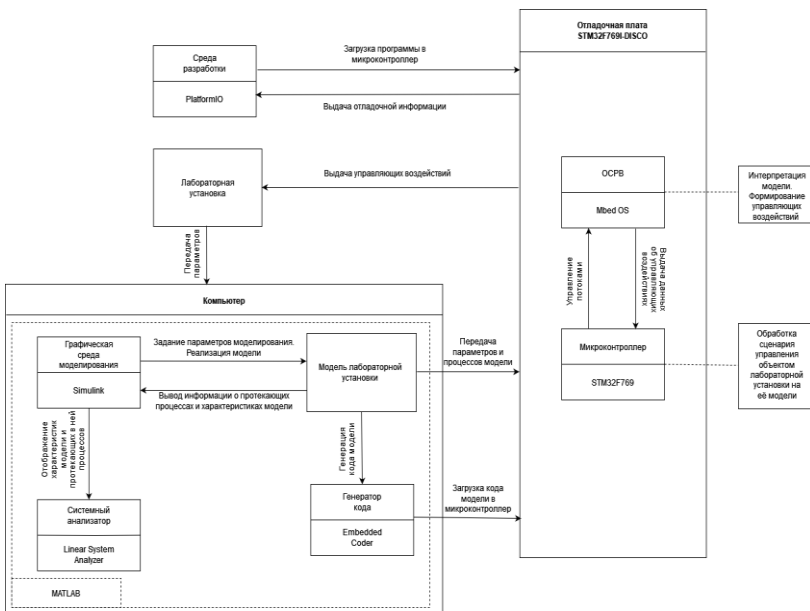 Отладочная плата
STM32F769I-DISCO
Среда
разработки
PlatformIO
Загрузка программы в
микроконтроллер
Выдача отладочной информации
Лабораторная
установка
Выдача управляющих воздействий
ОСРВ
Mbed OS
Интерпретация
модели.
Формирование
управляющих
воздействий
Передача
параметров
Управление
потоками
Выдача данных
об управляющих
воздействиях
Компьютер
Графическая
среда
моделирования
Simulink
Задание параметров моделирования.
Реализация модели
Вывод информации о протекающих
процессах и характеристиках модели
Модель лабораторной
установки
Передача
параметров и
процессов модели
Микроконтроллер
STM32F769
Обработка
сценария
управления
объектом
лабораторной
установки на
её модели
Отображение
характеристик
модели и
протекающих в ней
процессов
Генерация
кода модели
Системный
анализатор
Linear System
Analyzer
Генератор
кода
Embedded
Coder
Загрузка кода
модели в
микроконтроллер
MATLAB